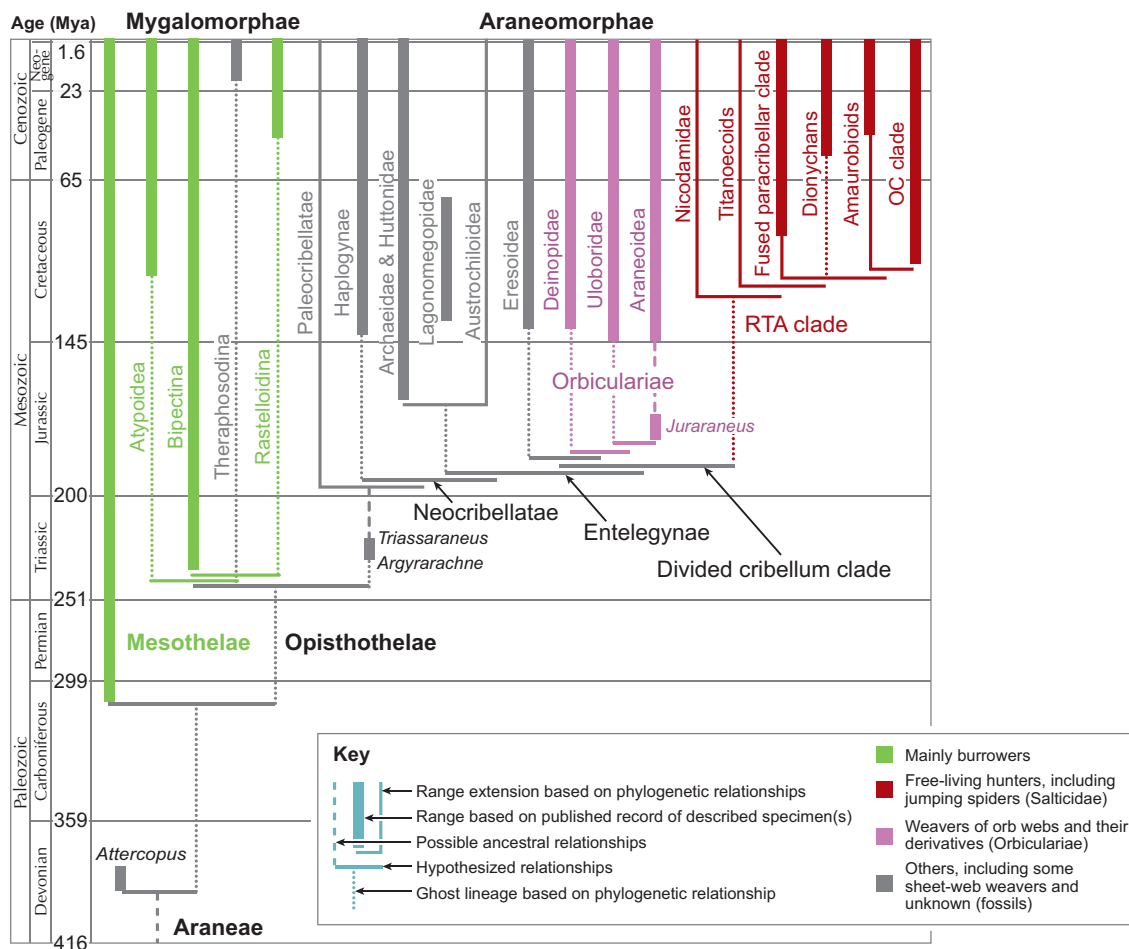 Age (Mya)
Mygalomorphae
Araneomorphae
Cenozoic
Mesozoic
Paleozoic
Neo-
gene
Paleogene
Cretaceous
Jurassic
Triassic
Permian
Carboniferous
Devonian
1.6
23
65
145
200
251
299
359
416
Atypoidea
Bipectina
Theraphosodina
Rastelloidina
Paleocribellatae
Haplogynae
Archaeidae & Huttonidae
Lagonomegopidae
Austrochiloidea
Eresoidea
Deinopidae
Uloboridae
Araneoidea
Nicodamidae
Titanoecoids
Fused paracribellar clade
Dionychans
Amaurobioids
OC clade
RTA clade
Orbiculariae
Juraraneus
Neocribellatae
Entelegynae
Divided cribellum clade
Triassaraneus
Argyrarachne
Mesothelae
Opisthothelae
Attercopus
Araneae
Key
Range extension based on phylogenetic relationships
Range based on published record of described specimen(s)
Possible ancestral relationships
Hypothesized relationships
Ghost lineage based on phylogenetic relationship
Mainly burrowers
Free-living hunters, including
jumping spiders (Salticidae)
Weavers of orb webs and their
derivatives (Orbiculariae)
Others, including some
sheet-web weavers and
unknown (fossils)